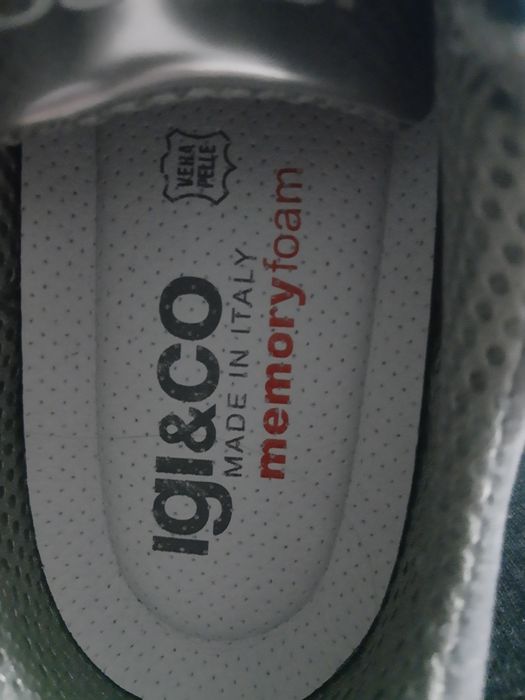 VERA
PELLE
IGI&CO
MADE IN ITALY
memoryfoam